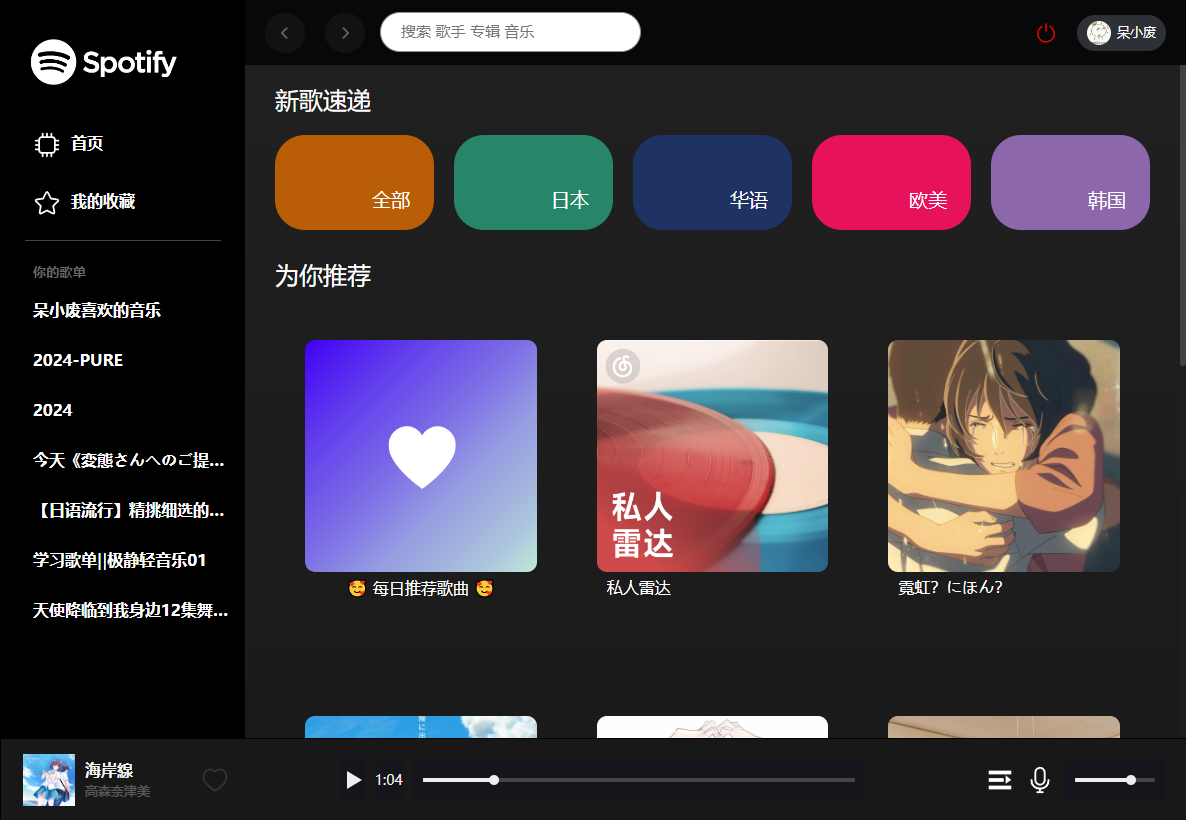 Spotify
首页
我的收藏
你的歌单
呆小废喜欢的音乐
2024-PURE
2024
今天《变態さんへのご提...
【日语流行】精挑细选的...
学习歌单||极静轻音乐01
天使降临到我身边12集舞...
搜索 歌手 专辑 音乐
呆小废
新歌速递
全部
日本
华语
欧美
韩国
为你推荐
私人
雷达
🥰 每日推荐歌曲 🥰
私人雷达
霓虹？にほん？
海岸線
高森奈津美
1:04